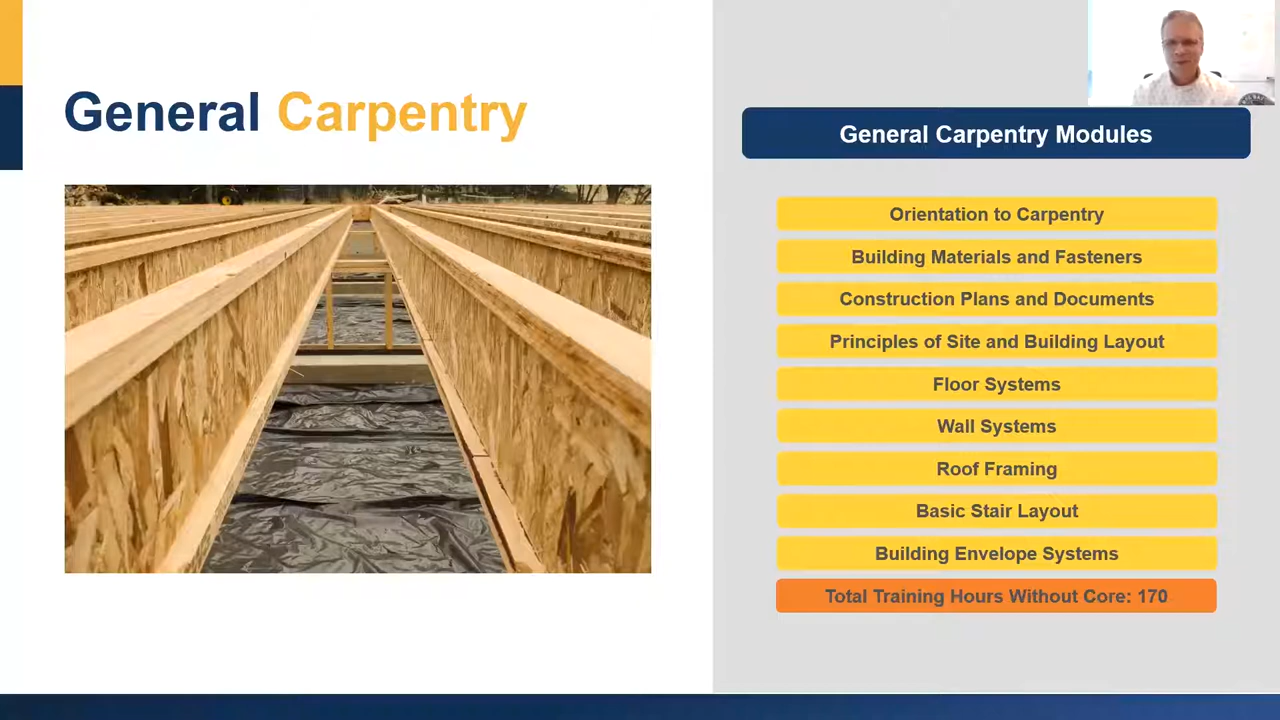 General Carpentry
General Carpentry Modules
Orientation to Carpentry
Building Materials and Fasteners
Construction Plans and Documents
Principles of Site and Building Layout
Floor Systems
Wall Systems
Roof Framing
Basic Stair Layout
Building Envelope Systems
Total Training Hours Without Core: 170